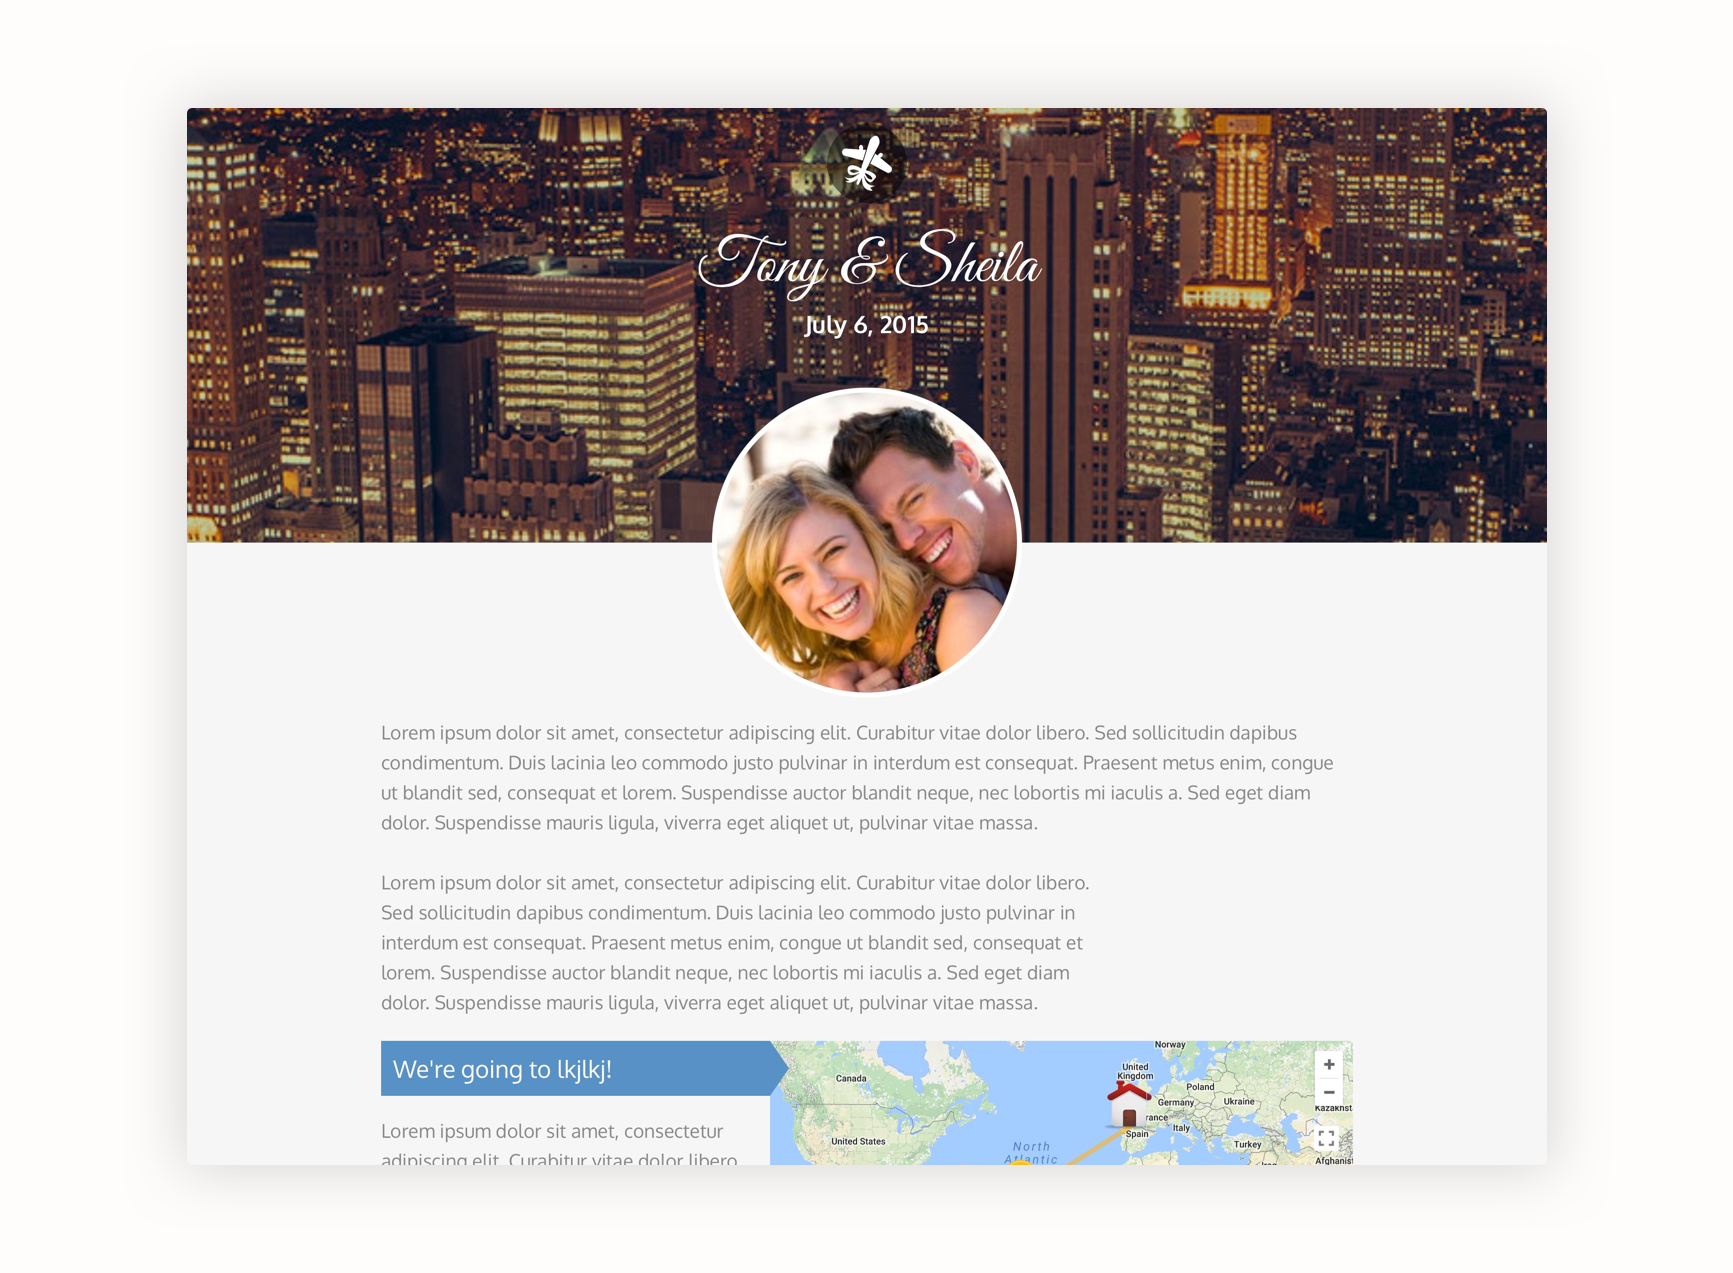 Tony & Sheila
July 6, 2015
Lorem ipsum dolor sit amet, consectetur adipiscing elit. Curabitur vitae dolor libero. Sed sollicitudin dapibus
condimentum. Duis lacinia leo commodo justo pulvinar in interdum est consequat. Praesent metus enim, congue
ut blandit sed, consequat et lorem. Suspendisse auctor blandit neque, nec lobortis mi iaculis a. Sed eget diam
dolor. Suspendisse mauris ligula, viverra eget aliquet ut, pulvinar vitae massa.
Lorem ipsum dolor sit amet, consectetur adipiscing elit. Curabitur vitae dolor libero.
Sed sollicitudin dapibus condimentum. Duis lacinia leo commodo justo pulvinar in
interdum est consequat. Praesent metus enim, congue ut blandit sed, consequat et
lorem. Suspendisse auctor blandit neque, nec lobortis mi iaculis a. Sed eget diam
dolor. Suspendisse mauris ligula, viverra eget aliquet ut, pulvinar vitae massa.
We're going to lkjlkj!
Lorem ipsum dolor sit amet, consectetur
adipiscing elit. Curabitur vitae dolor libero
Norway
Canada
United
Kingdom
Poland
Germany
Ukraine
Kazakhst
rance
United States
Spain
Italy
Turkey
North
Atlantic
Iraq
Afghanist